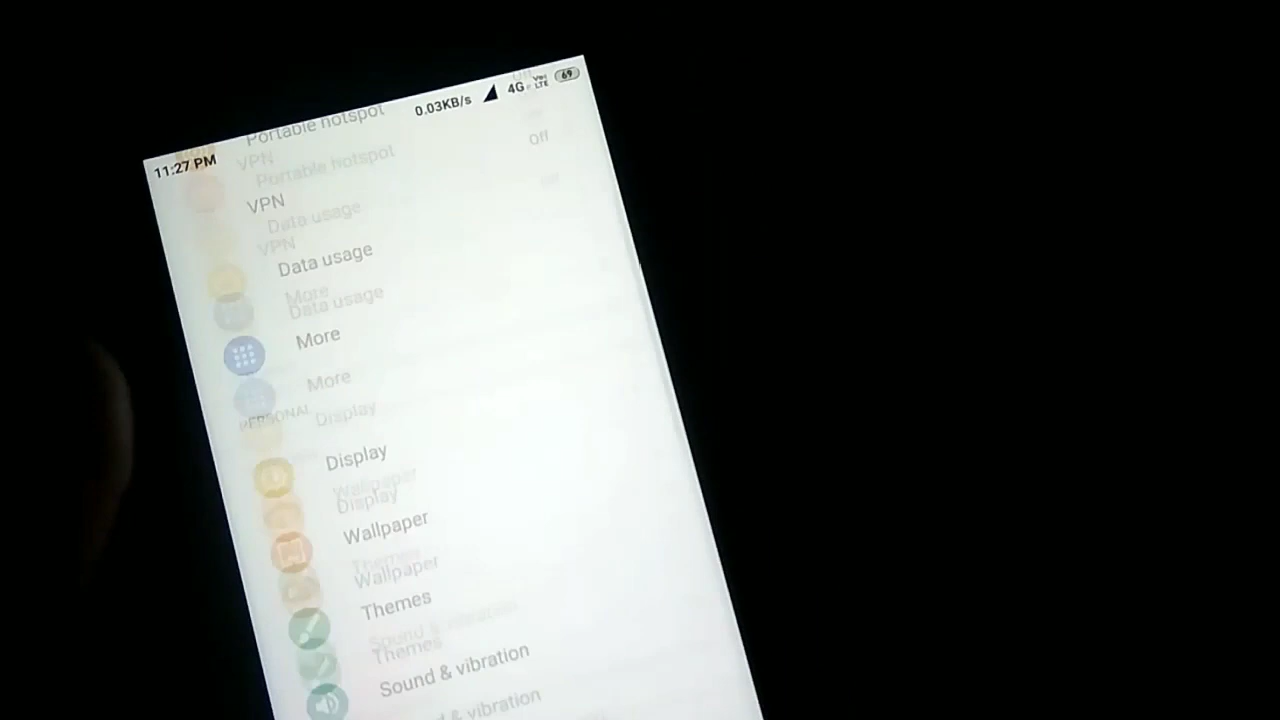 11:27 PM 0.03KB/s 4G VoLTE 69
Portable hotspot
VPN
Portable hotspot
Off
VPN
Data usage
VPN
Data usage
More
Data usage
More
More
PERSONAL
Display
Display
Wallpaper
Display
Wallpaper
Themes
Wallpaper
Themes
Sound & vibration
Themes
Sound & vibration
d & vibration